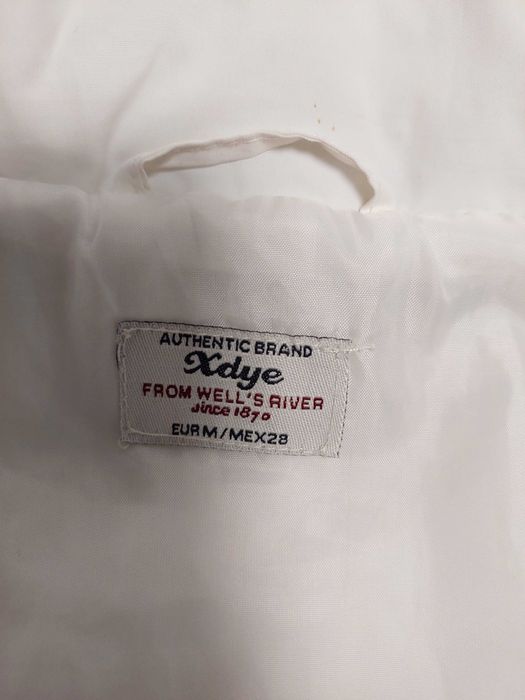 AUTHENTIC BRAND
Xdye
FROM WELL'S RIVER
since 1870
EUR M/MEX28